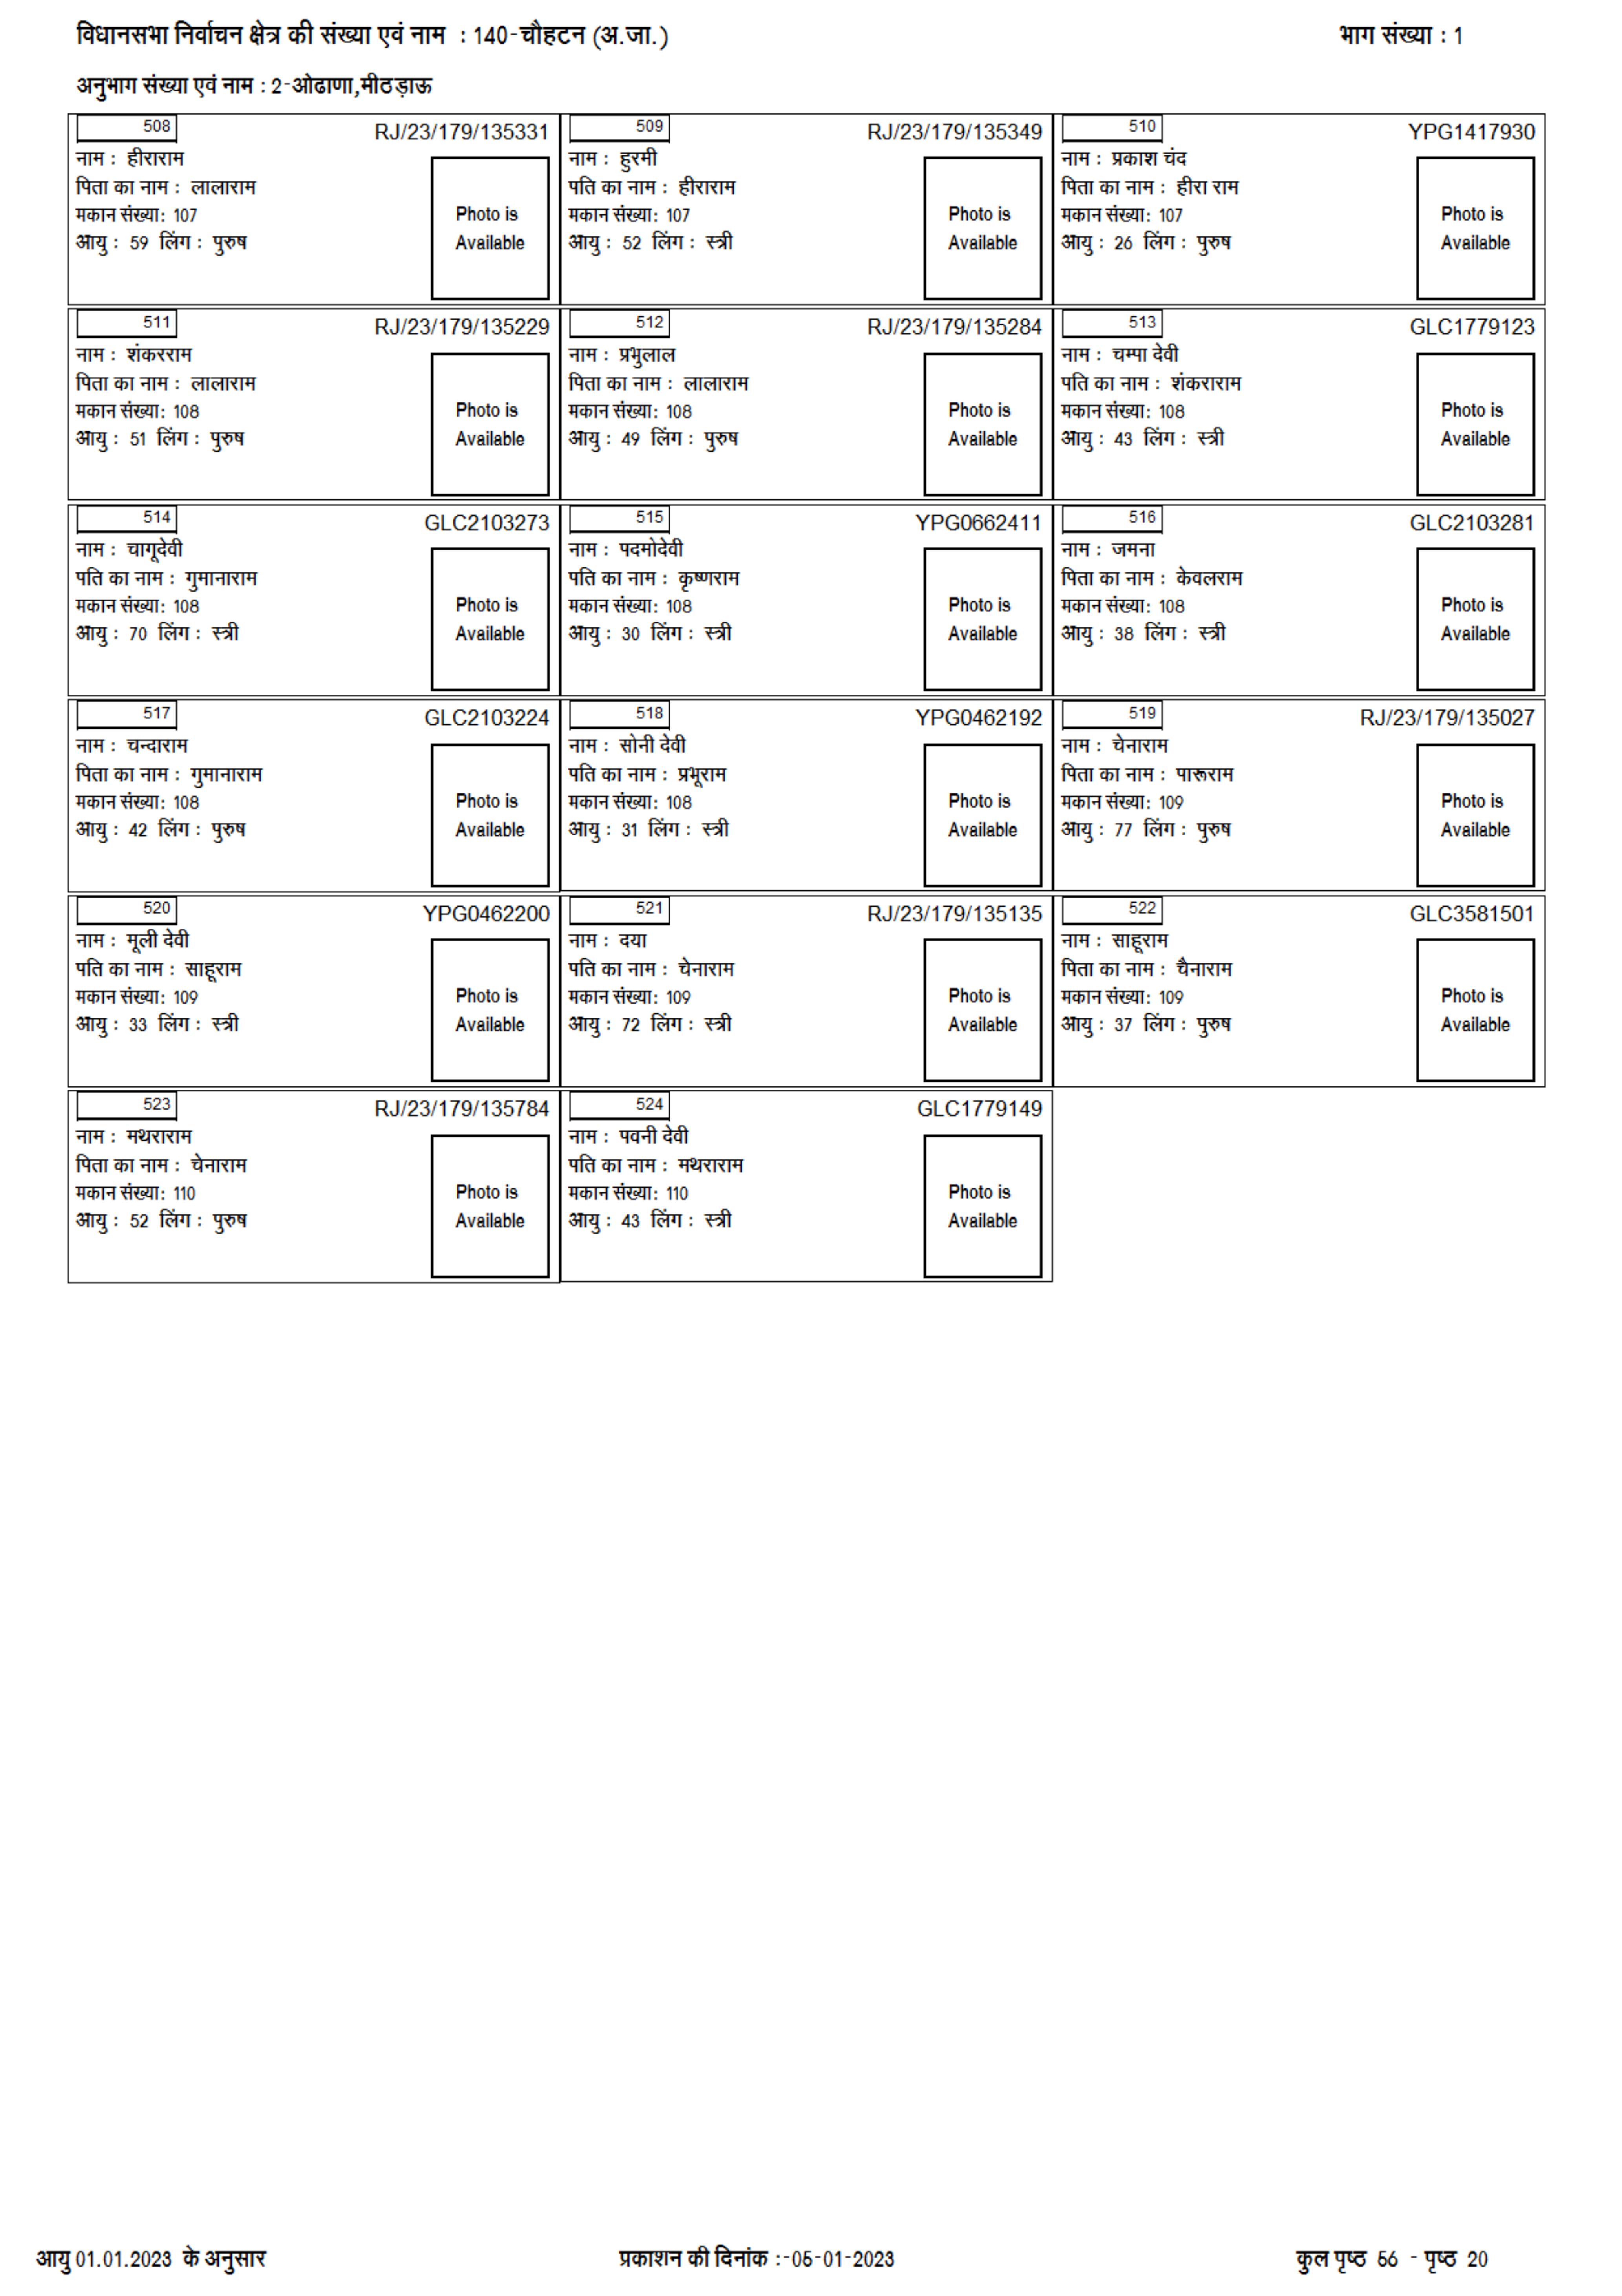 विधानसभा निर्वाचन क्षेत्र की संख्या एवं नाम : 140-चौहटन (अ.जा.)
भाग संख्या : 1
अनुभाग संख्या एवं नाम : 2-ओढाणा,मीठड़ाऊ
508 RJ/23/179/135331
नाम : हीराराम
पिता का नाम : लालाराम
मकान संख्या: 107
आयु : 59 लिंग : पुरुष
Photo is
Available
509 RJ/23/179/135349
नाम : हुरमी
पति का नाम : हीराराम
मकान संख्या: 107
आयु : 52 लिंग : स्त्री
Photo is
Available
510 YPG1417930
नाम : प्रकाश चंद
पिता का नाम : हीरा राम
मकान संख्या: 107
आयु : 26 लिंग : पुरुष
Photo is
Available
511 RJ/23/179/135229
नाम : शंकरराम
पिता का नाम : लालाराम
मकान संख्या: 108
आयु : 51 लिंग : पुरुष
Photo is
Available
512 RJ/23/179/135284
नाम : प्रभुलाल
पिता का नाम : लालाराम
मकान संख्या: 108
आयु : 49 लिंग : पुरुष
Photo is
Available
513 GLC1779123
नाम : चम्पा देवी
पति का नाम : शंकराराम
मकान संख्या: 108
आयु : 43 लिंग : स्त्री
Photo is
Available
514 GLC2103273
नाम : चागूदेवी
पति का नाम : गुमानाराम
मकान संख्या: 108
आयु : 70 लिंग : स्त्री
Photo is
Available
515 YPG0662411
नाम : पदमोदेवी
पति का नाम : कृष्णराम
मकान संख्या: 108
आयु : 30 लिंग : स्त्री
Photo is
Available
516 GLC2103281
नाम : जमना
पिता का नाम : केवलराम
मकान संख्या: 108
आयु : 38 लिंग : स्त्री
Photo is
Available
517 GLC2103224
नाम : चन्दाराम
पिता का नाम : गुमानाराम
मकान संख्या: 108
आयु : 42 लिंग : पुरुष
Photo is
Available
518 YPG0462192
नाम : सोनी देवी
पति का नाम : प्रभूराम
मकान संख्या: 108
आयु : 31 लिंग : स्त्री
Photo is
Available
519 RJ/23/179/135027
नाम : चेनाराम
पिता का नाम : पारूराम
मकान संख्या: 109
आयु : 77 लिंग : पुरुष
Photo is
Available
520 YPG0462200
नाम : मूली देवी
पति का नाम : साहूराम
मकान संख्या: 109
आयु : 33 लिंग : स्त्री
Photo is
Available
521 RJ/23/179/135135
नाम : दया
पति का नाम : चेनाराम
मकान संख्या: 109
आयु : 72 लिंग : स्त्री
Photo is
Available
522 GLC3581501
नाम : साहूराम
पिता का नाम : चैनाराम
मकान संख्या: 109
आयु : 37 लिंग : पुरुष
Photo is
Available
523 RJ/23/179/135784
नाम : मथराराम
पिता का नाम : चेनाराम
मकान संख्या: 110
आयु : 52 लिंग : पुरुष
Photo is
Available
524 GLC1779149
नाम : पवनी देवी
पति का नाम : मथराराम
मकान संख्या: 110
आयु : 43 लिंग : स्त्री
Photo is
Available
आयु 01.01.2023 के अनुसार
प्रकाशन की दिनांक :-05-01-2023
कुल पृष्ठ 56 - पृष्ठ 20